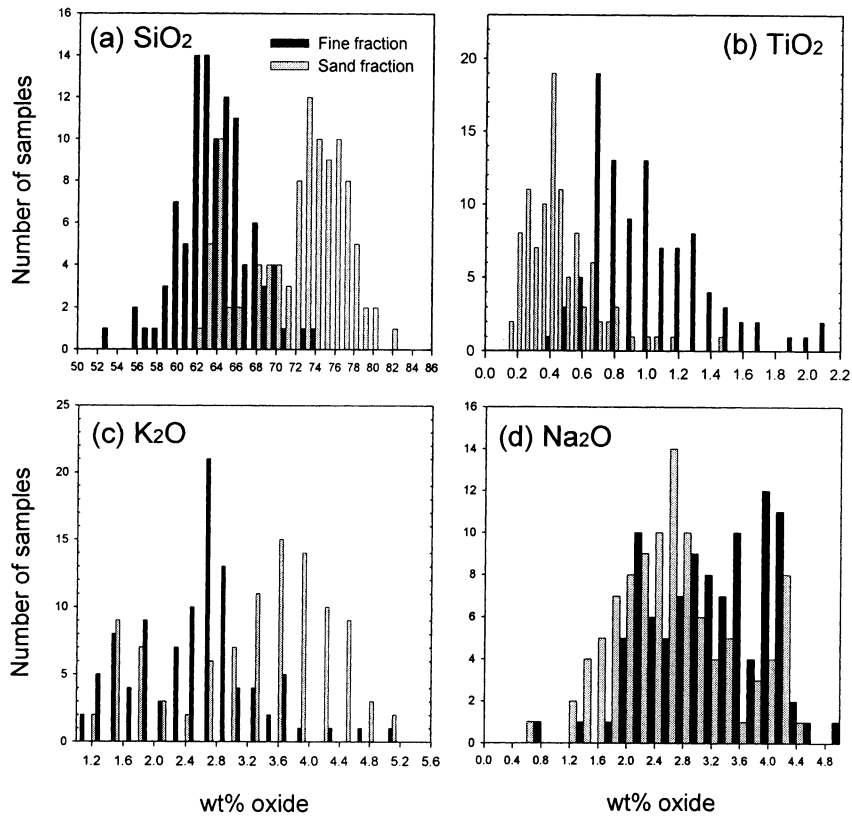 (a) SiO2
Fine fraction
Sand fraction
Number of samples
16
14
12
10
8
6
4
2
0
50 52 54 56 58 60 62 64 66 68 70 72 74 76 78 80 82 84 86
(b) TiO2
20
15
10
5
0
0.0 0.2 0.4 0.6 0.8 1.0 1.2 1.4 1.6 1.8 2.0 2.2
(c) K2O
Number of samples
25
20
15
10
5
0
1.2 1.6 2.0 2.4 2.8 3.2 3.6 4.0 4.4 4.8 5.2 5.6
wt% oxide
(d) Na2O
16
14
12
10
8
6
4
2
0
0.0 0.4 0.8 1.2 1.6 2.0 2.4 2.8 3.2 3.6 4.0 4.4 4.8
wt% oxide